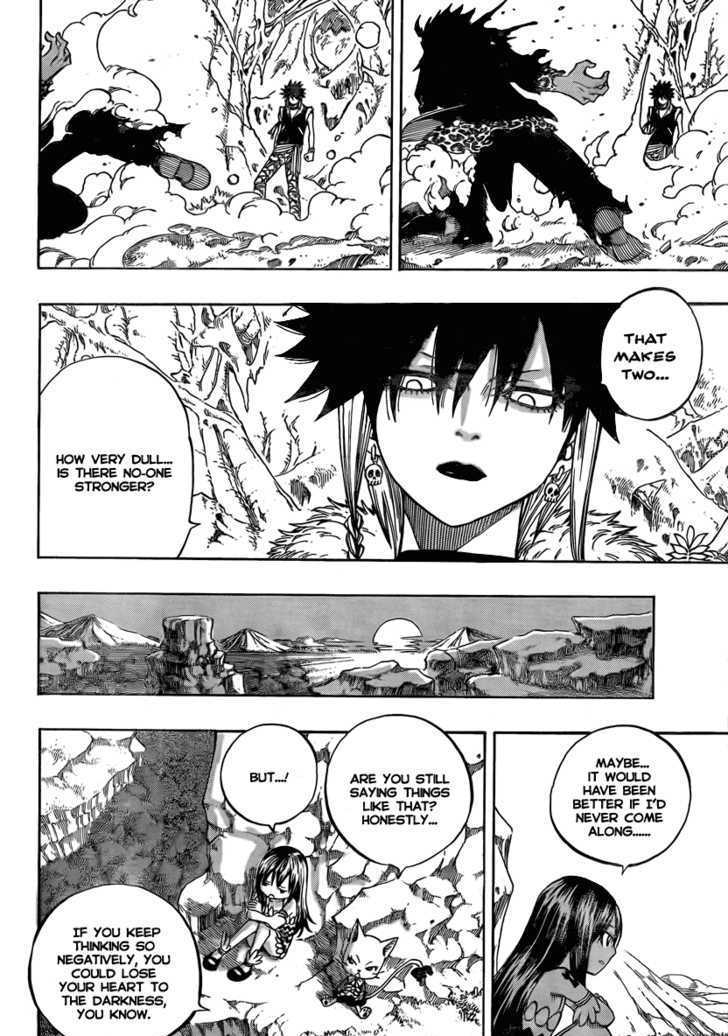 THAT
MAKES
TWO...
HOW VERY DULL...
IS THERE NO-ONE
STRONGER?
MAYBE...
IT WOULD
HAVE BEEN
BETTER IF I'D
NEVER COME
ALONG......
ARE YOU STILL
SAYING THINGS
LIKE THAT?
HONESTLY...
BUT...!
IF YOU KEEP
THINKING SO
NEGATIVELY, YOU
COULD LOSE
YOUR HEART TO
THE DARKNESS,
YOU KNOW.